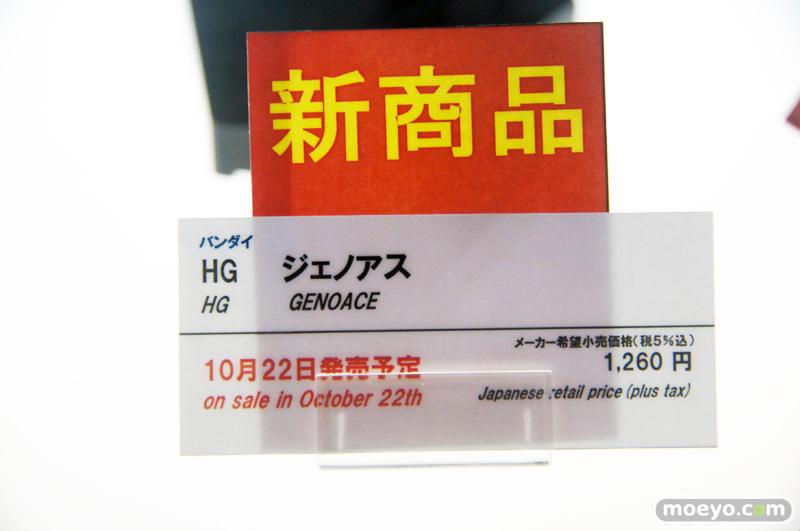 新商品
バンダイ
HG ジェノアス
HG GENOACE
メーカー希望小売価格(税5%込)
10月22日発売予定 1,260 円
on sale in October 22th Japanese retail price (plus tax)
moeyo.com